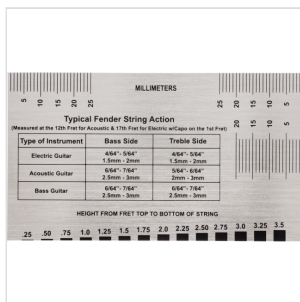 MILLIMETERS
5 10 15 20 25
25 20 15 10 5
20 15 10 5
Typical Fender String Action
(Measured at the 12th Fret for Acoustic & 17th Fret for Electric w/Capo on the 1st Fret)
Type of Instrument Bass Side Treble Side
Electric Guitar 4/64"- 5/64" 4/64"- 5/64"
1.5mm - 2mm 1.5mm - 2mm
Acoustic Guitar 6/64"- 7/64" 5/64"- 6/64"
2.5mm - 3mm 2mm - 3mm
Bass Guitar 6/64"- 7/64" 6/64"- 7/64"
2.5mm - 3mm 2.5mm - 3mm
HEIGHT FROM FRET TOP TO BOTTOM OF STRING
.25 .50 .75 1.0 1.25 1.5 1.75 2.0 2.25 2.50 2.75 3.0 3.25 3.5